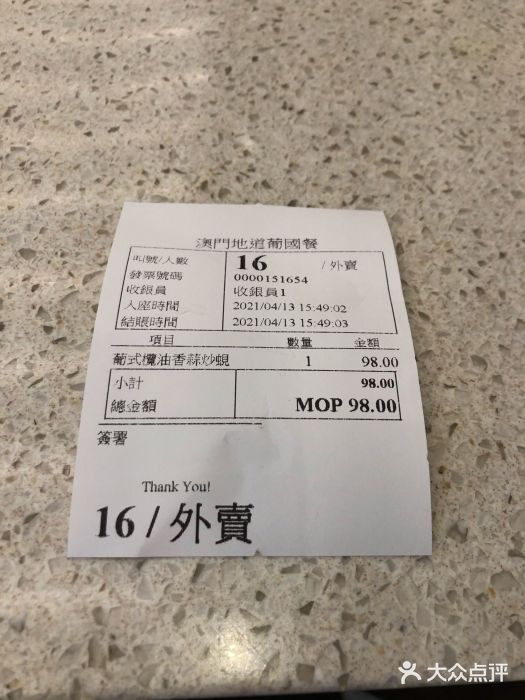 澳門地道葡國餐
叫號/人數 16 /外賣
發票號碼 0000151654
收銀員 收銀員1
入座時間 2021/04/13 15:49:02
結賬時間 2021/04/13 15:49:03
項目 數量 金額
葡式欖油香蒜炒蜆 1 98.00
小計 98.00
總金額 MOP 98.00
簽署
Thank You!
16 / 外賣
大众点评